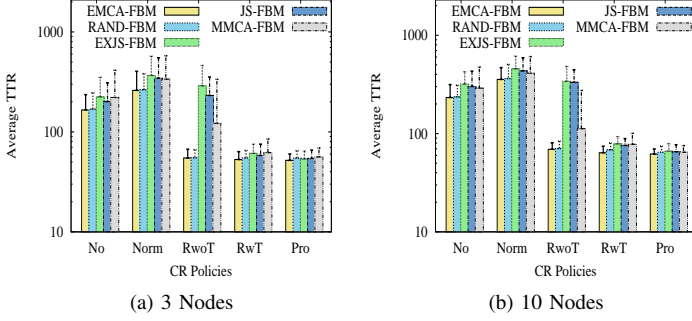 EMCA-FBM
RAND-FBM
EXJS-FBM
JS-FBM
MMCA-FBM
1000
100
10
Average TTR
No Norm RwoT RwT Pro
CR Policies
(a) 3 Nodes
EMCA-FBM
RAND-FBM
EXJS-FBM
JS-FBM
MMCA-FBM
1000
100
10
Average TTR
No Norm RwoT RwT Pro
CR Policies
(b) 10 Nodes